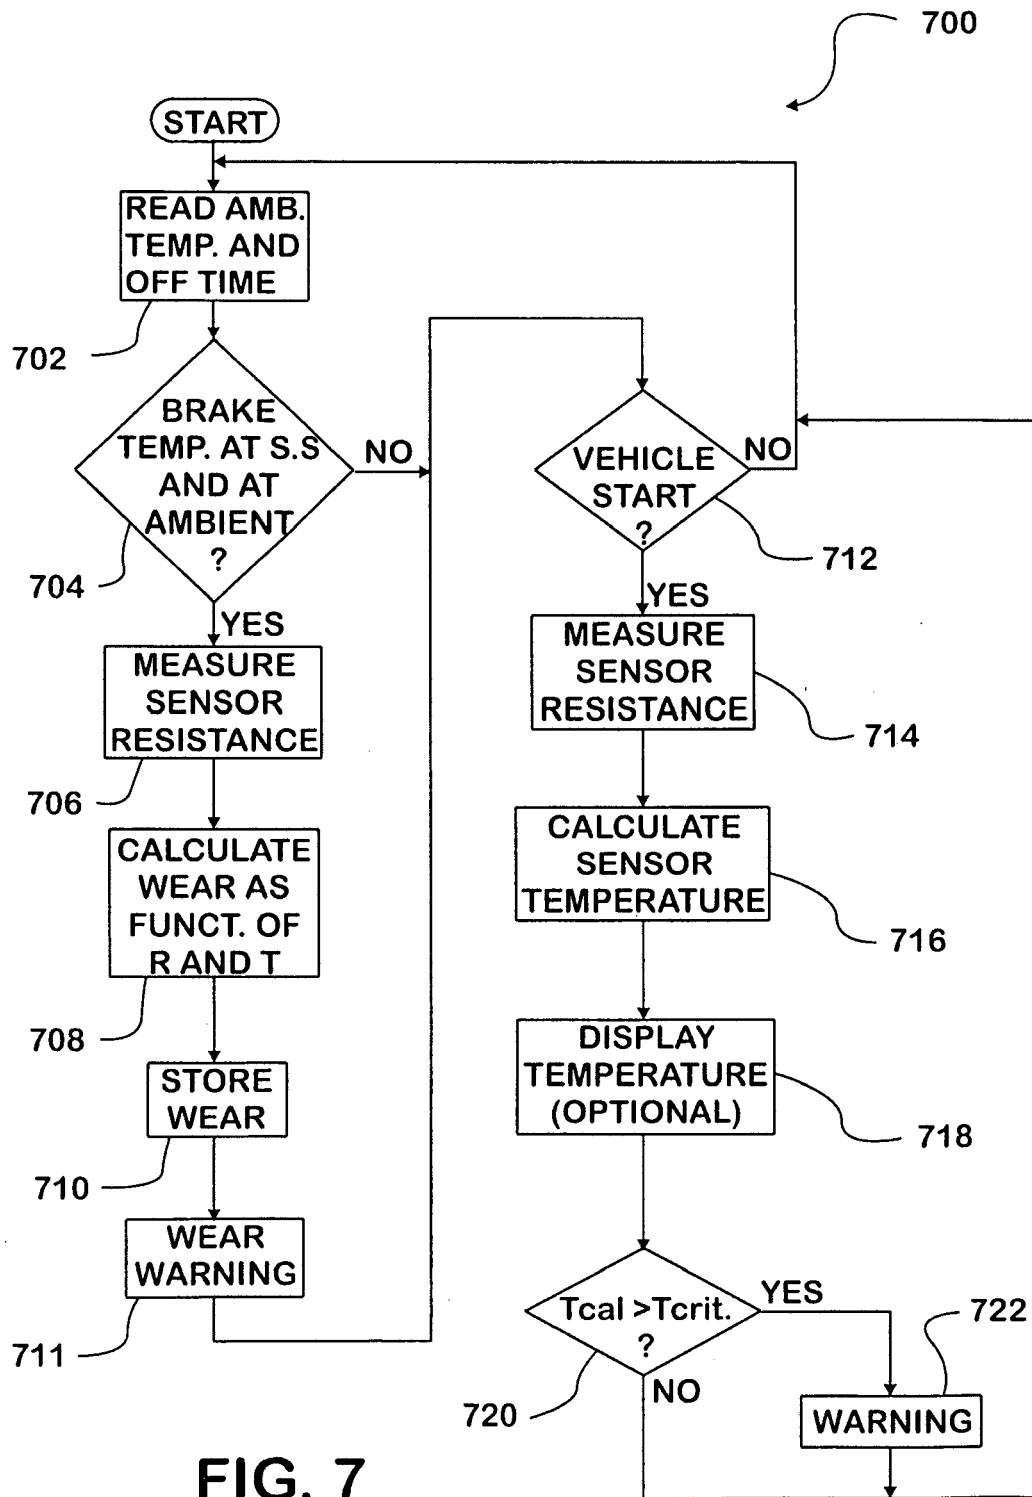 700
START
READ AMB.
TEMP. AND
OFF TIME
702
BRAKE
TEMP. AT S.S
AND AT
AMBIENT
?
NO
704
YES
MEASURE
SENSOR
RESISTANCE
706
CALCULATE
WEAR AS
FUNCT. OF
R AND T
708
STORE
WEAR
710
WEAR
WARNING
711
VEHICLE
START
?
NO
712
YES
MEASURE
SENSOR
RESISTANCE
714
CALCULATE
SENSOR
TEMPERATURE
716
DISPLAY
TEMPERATURE
(OPTIONAL)
718
Tcal >Tcrit.
?
YES
720
NO
722
WARNING
FIG. 7